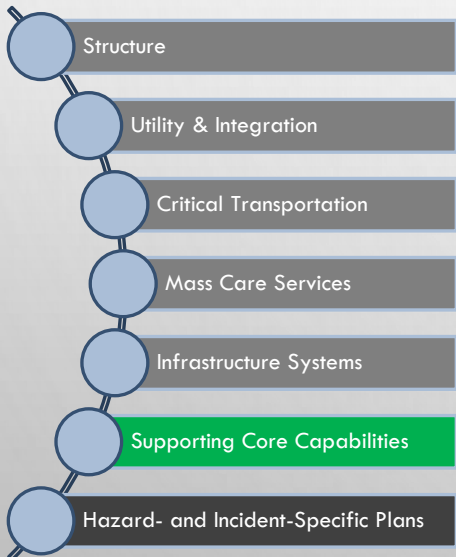 Structure
Utility & Integration
Critical Transportation
Mass Care Services
Infrastructure Systems
Supporting Core Capabilities
Hazard- and Incident-Specific Plans